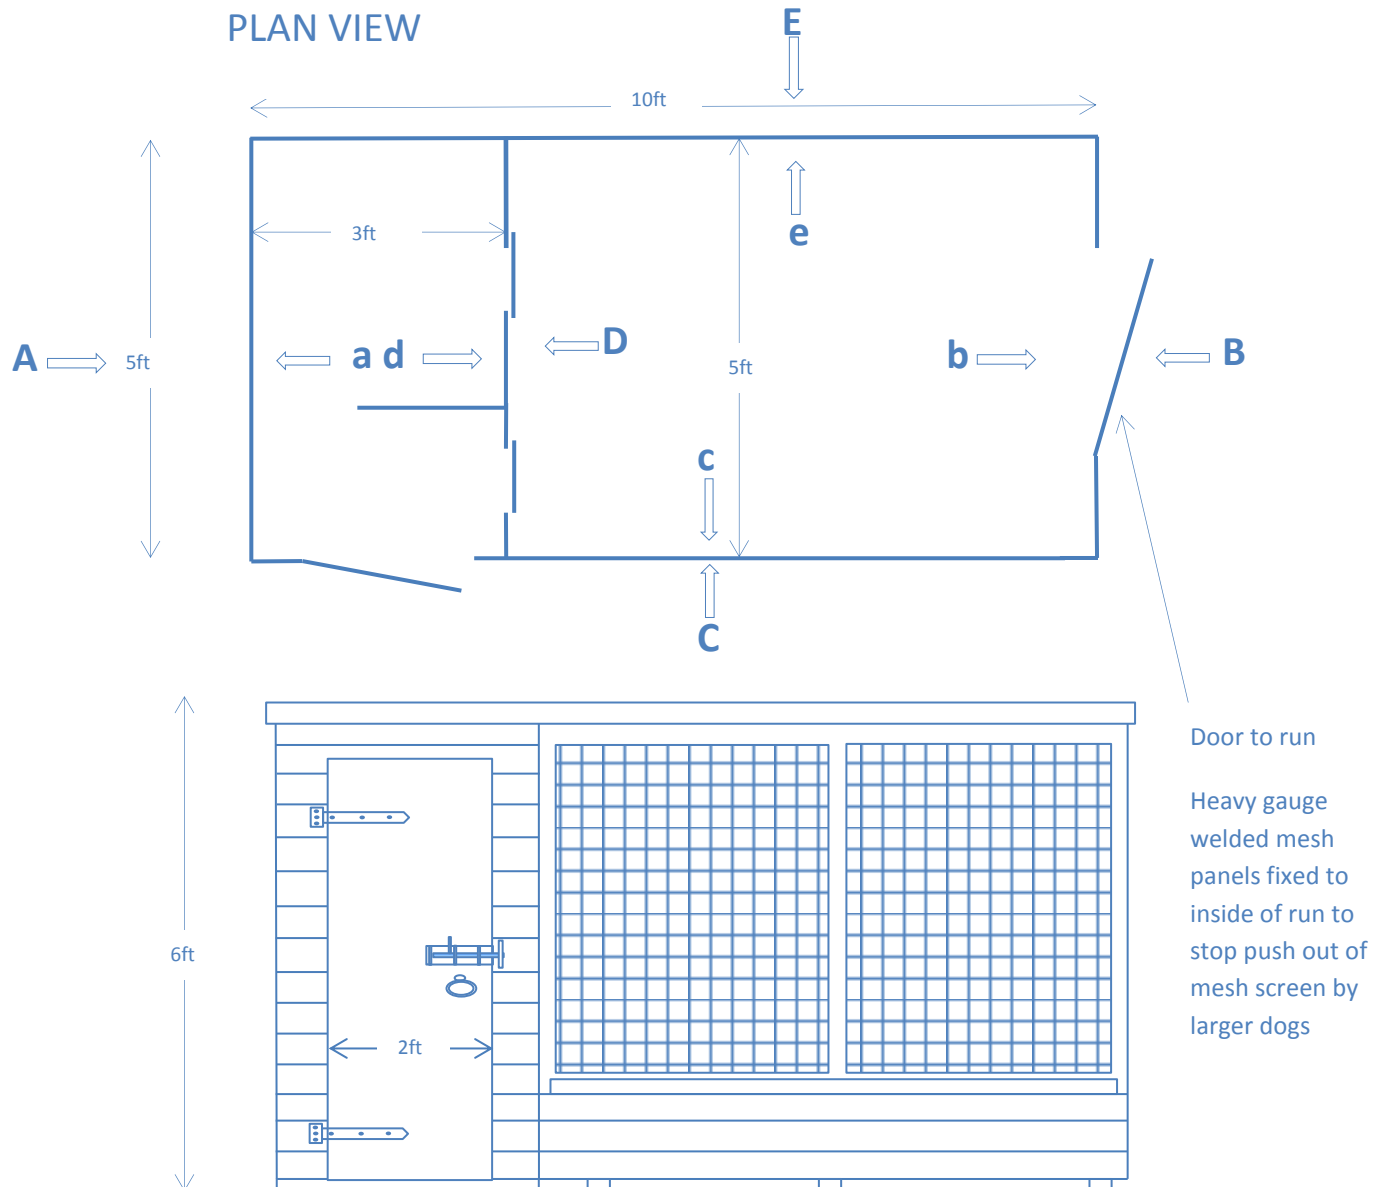 PLAN VIEW
E
10ft
3ft
e
A
5ft
a d
D
5ft
b
B
c
C
Door to run
Heavy gauge
welded mesh
panels fixed to
inside of run to
stop push out of
mesh screen by
larger dogs
6ft
2ft